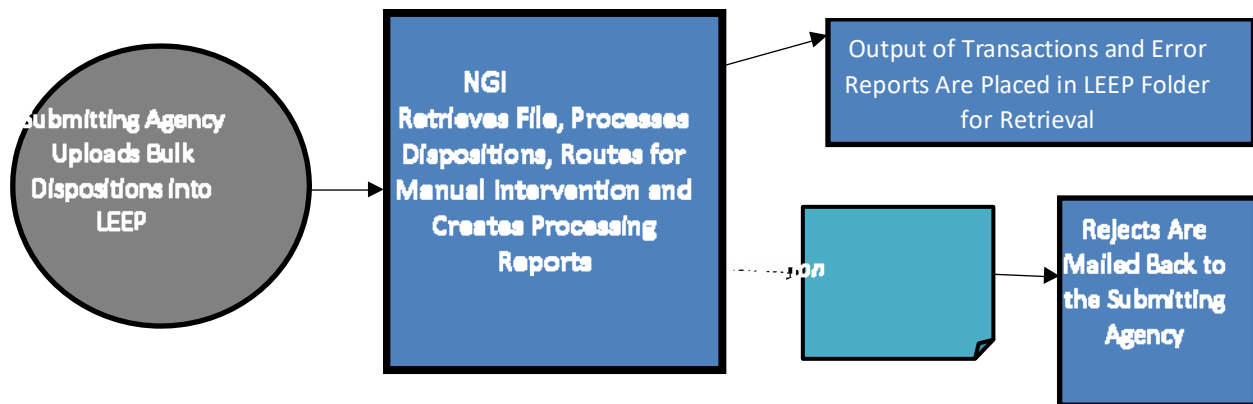 Submitting Agency
Uploads Bulk
Dispositions into
LEEP
NGI
Retrieves File, Processes
Dispositions, Routes for
Manual Intervention and
Creates Processing
Reports
Output of Transactions and Error
Reports Are Placed in LEEP Folder
for Retrieval
Rejects Are
Mailed Back to
the Submitting
Agency